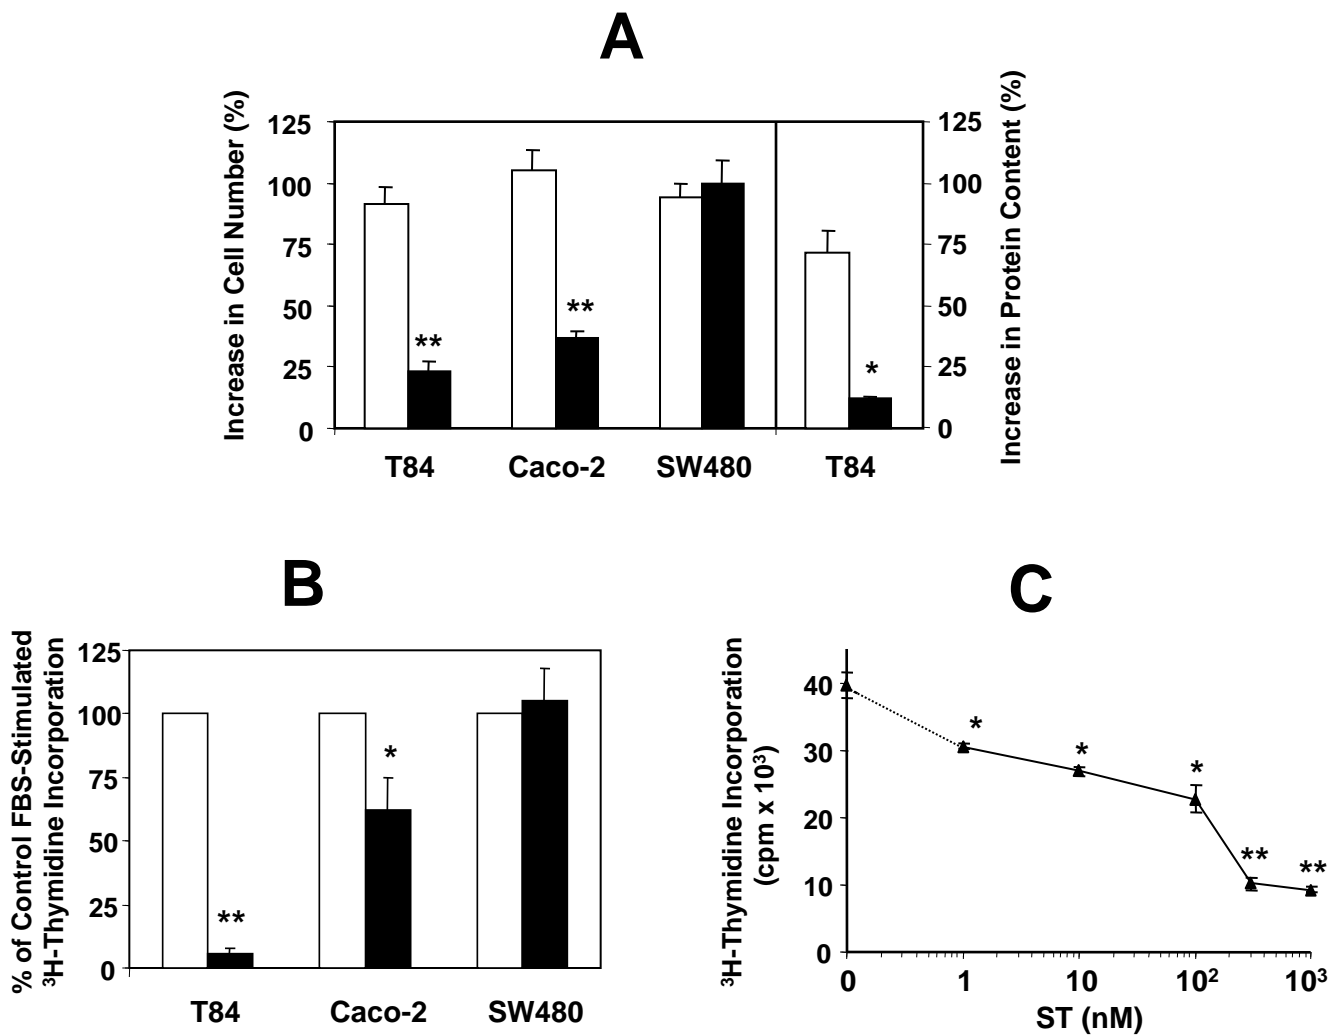 A
Increase in Cell Number (%)
125
100
75
50
25
0
**
**
*
125
100
75
50
25
0
Increase in Protein Content (%)
T84 Caco-2 SW480 T84
B
% of Control FBS-Stimulated
³H-Thymidine Incorporation
125
100
75
50
25
0
**
*
T84 Caco-2 SW480
C
³H-Thymidine Incorporation
(cpm x 10³)
40
30
20
10
0
*
*
*
**
**
0 1 10 10² 10³
ST (nM)